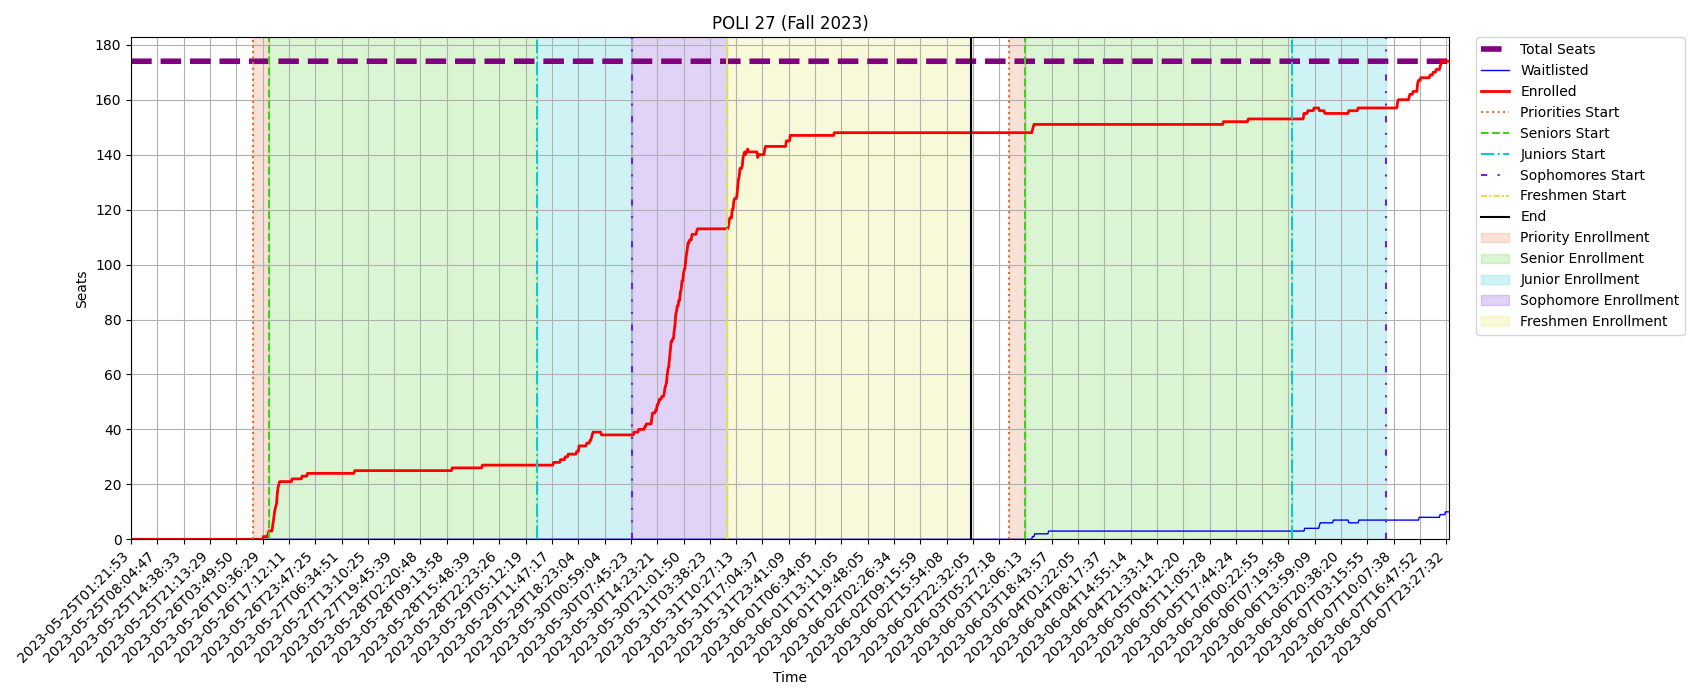 POLI 27 (Fall 2023)
Seats
180
160
140
120
100
80
60
40
20
0
2023-05-25T01:21:53
2023-05-25T08:04:47
2023-05-25T14:38:33
2023-05-25T21:13:29
2023-05-26T03:49:50
2023-05-26T10:36:29
2023-05-26T17:12:11
2023-05-26T23:47:25
2023-05-27T06:34:51
2023-05-27T13:10:25
2023-05-27T19:45:39
2023-05-28T02:20:48
2023-05-28T09:13:58
2023-05-28T15:48:39
2023-05-28T22:23:26
2023-05-29T05:12:19
2023-05-29T11:47:17
2023-05-29T18:23:04
2023-05-30T00:59:04
2023-05-30T07:45:23
2023-05-30T14:23:21
2023-05-30T21:01:50
2023-05-31T03:38:23
2023-05-31T10:27:13
2023-05-31T17:04:37
2023-05-31T23:41:09
2023-06-01T06:34:05
2023-06-01T13:11:05
2023-06-01T19:48:05
2023-06-02T02:26:34
2023-06-02T09:15:59
2023-06-02T15:54:08
2023-06-02T22:32:05
2023-06-03T05:27:18
2023-06-03T12:06:13
2023-06-03T18:43:57
2023-06-04T01:22:05
2023-06-04T08:17:37
2023-06-04T14:55:14
2023-06-04T21:33:14
2023-06-05T04:12:20
2023-06-05T11:05:28
2023-06-05T17:44:24
2023-06-06T00:22:55
2023-06-06T07:19:58
2023-06-06T13:59:09
2023-06-06T20:38:20
2023-06-07T03:15:55
2023-06-07T10:07:38
2023-06-07T16:47:52
2023-06-07T23:27:32
Time
Total Seats
Waitlisted
Enrolled
Priorities Start
Seniors Start
Juniors Start
Sophomores Start
Freshmen Start
End
Priority Enrollment
Senior Enrollment
Junior Enrollment
Sophomore Enrollment
Freshmen Enrollment